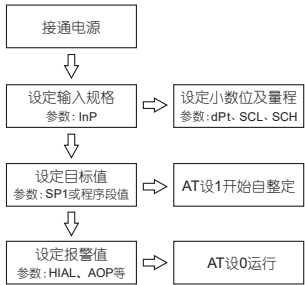 接通电源
设定输入规格
参数: InP
设定小数位及量程
参数: dPt、SCL、SCH
设定目标值
参数: SP1或程序段值
AT设1开始自整定
设定报警值
参数: HIAL、AOP等
AT设0运行